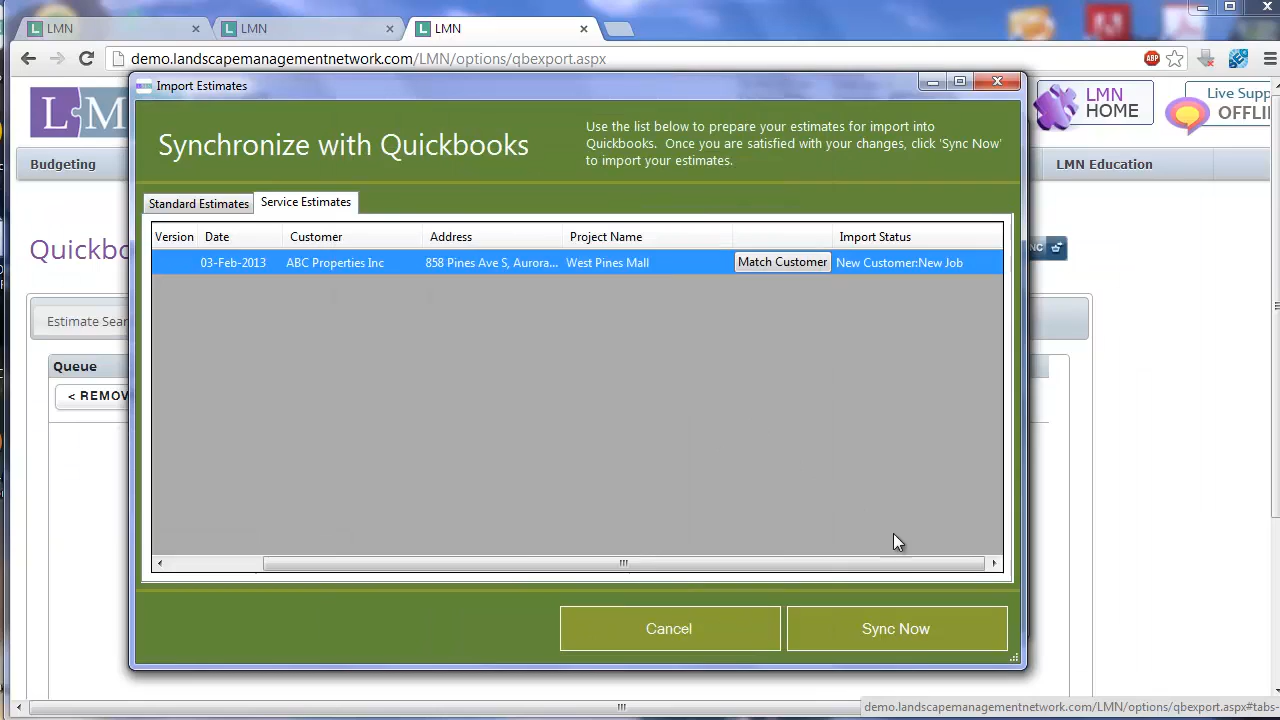 LMN
LMN
LMN
demo.landscapemanagementnetwork.com/LMN/options/qbexport.aspx
ABP
Import Estimates
L M
LMN
HOME
Live Supp
OFFLI
Synchronize with Quickbooks
Use the list below to prepare your estimates for import into
Quickbooks. Once you are satisfied with your changes, click 'Sync Now'
to import your estimates.
Budgeting
LMN Education
Standard Estimates
Service Estimates
Version Date Customer Address Project Name Import Status
03-Feb-2013 ABC Properties Inc 858 Pines Ave S, Aurora... West Pines Mall Match Customer New Customer:New Job
Quickbo
NC
Estimate Sear
Queue
< REMOV
Cancel
Sync Now
demo.landscapemanagementnetwork.com/LMN/options/qbexport.aspx#tabs-